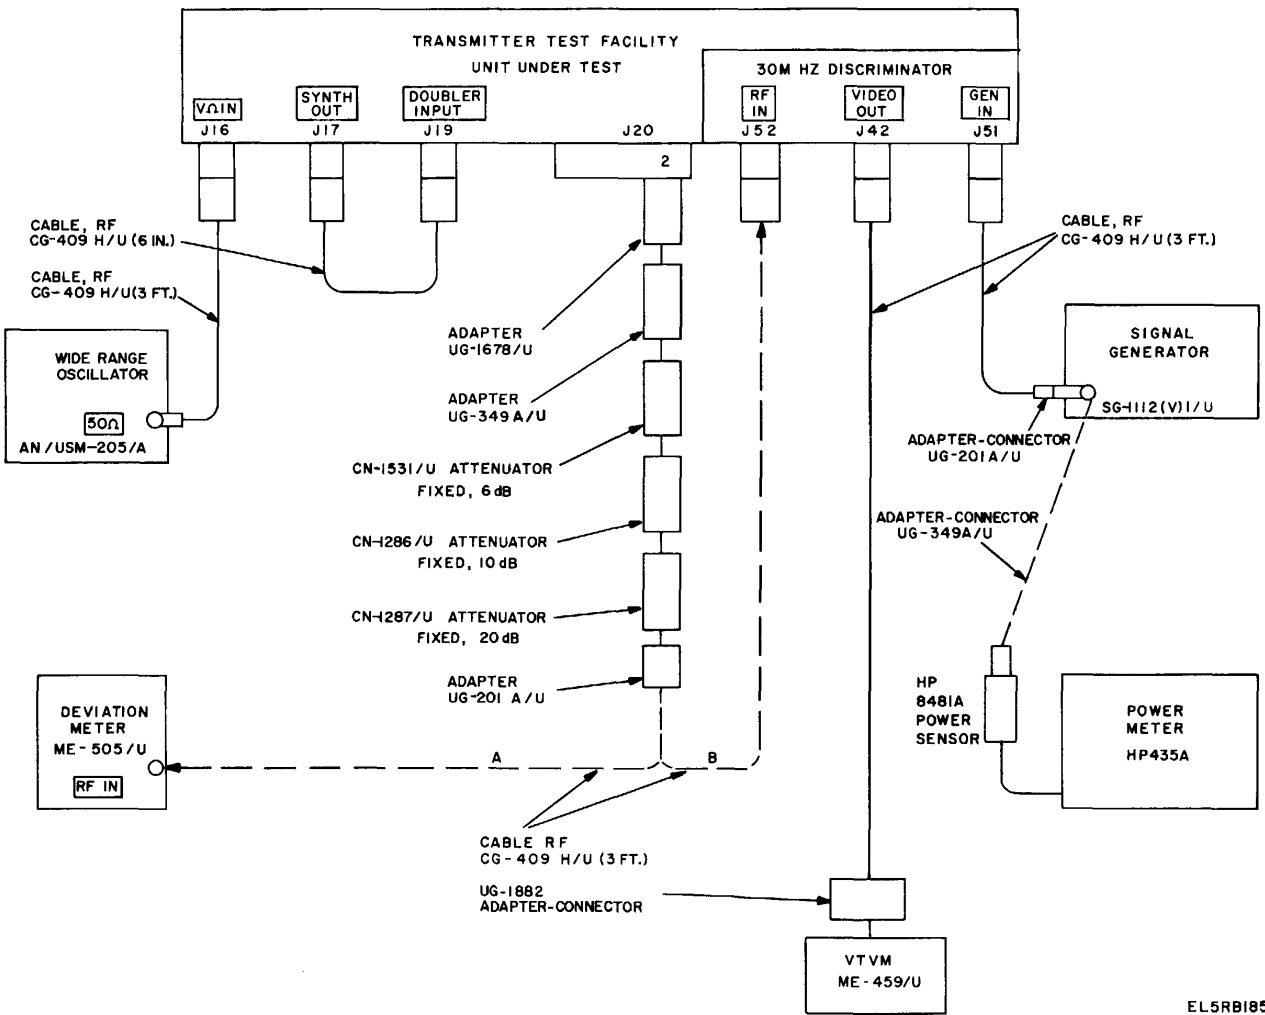 TRANSMITTER TEST FACILITY
UNIT UNDER TEST
30M HZ DISCRIMINATOR
VΩIN
J16
SYNTH
OUT
J17
DOUBLER
INPUT
J19
J20
2
RF
IN
J52
VIDEO
OUT
J42
GEN
IN
J51
CABLE, RF
CG-409 H/U (6 IN.)
CABLE, RF
CG-409 H/U (3 FT.)
CABLE, RF
CG-409 H/U (3 FT.)
WIDE RANGE
OSCILLATOR
50Ω
AN/USM-205/A
ADAPTER
UG-1678/U
ADAPTER
UG-349 A/U
CN-1531/U ATTENUATOR
FIXED, 6 dB
CN-1286/U ATTENUATOR
FIXED, 10 dB
CN-1287/U ATTENUATOR
FIXED, 20 dB
ADAPTER
UG-201 A/U
SIGNAL
GENERATOR
SG-1112(V)1/U
ADAPTER-CONNECTOR
UG-201A/U
ADAPTER-CONNECTOR
UG-349A/U
DEVIATION
METER
ME-505/U
RF IN
A
B
HP
8481A
POWER
SENSOR
POWER
METER
HP435A
CABLE RF
CG-409 H/U (3 FT.)
UG-1882
ADAPTER-CONNECTOR
VTVM
ME-459/U
EL5RB185